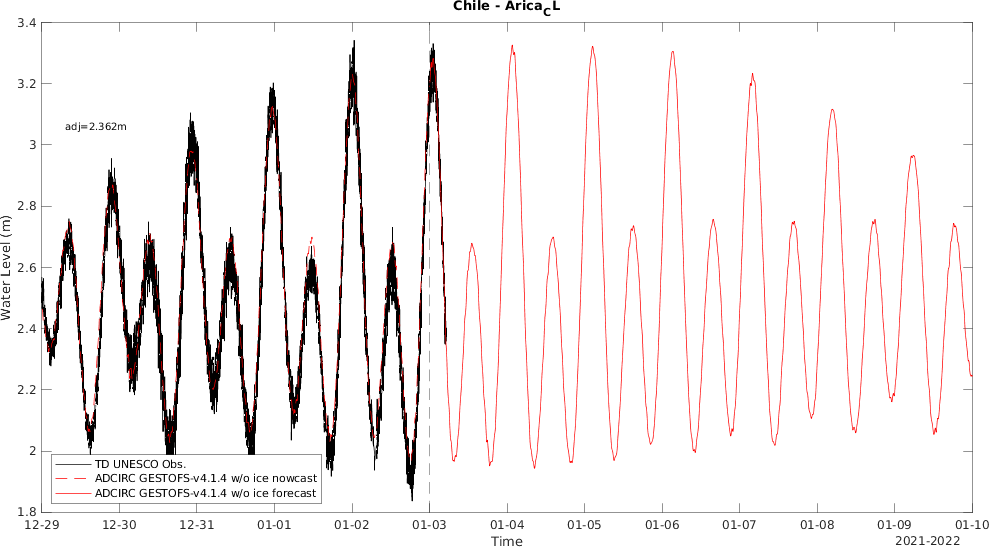 Chile - Arica_CL
3.4
3.2
3
2.8
2.6
2.4
2.2
2
1.8
Water Level (m)
adj=2.362m
TD UNESCO Obs.
ADCIRC GESTOFS-v4.1.4 w/o ice nowcast
ADCIRC GESTOFS-v4.1.4 w/o ice forecast
12-29 12-30 12-31 01-01 01-02 01-03 01-04 01-05 01-06 01-07 01-08 01-09 01-10
Time
2021-2022